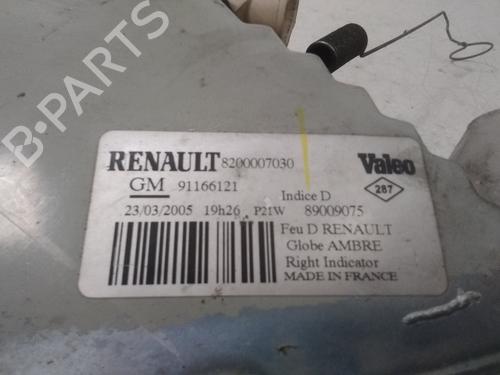 B-PARTS
RENAULT 8200007030 Valeo
GM 91166121 287
Indice D
23/03/2005 19h26 P21W 89009075
Feu D RENAULT
Globe AMBRE
Right Indicator
MADE IN FRANCE